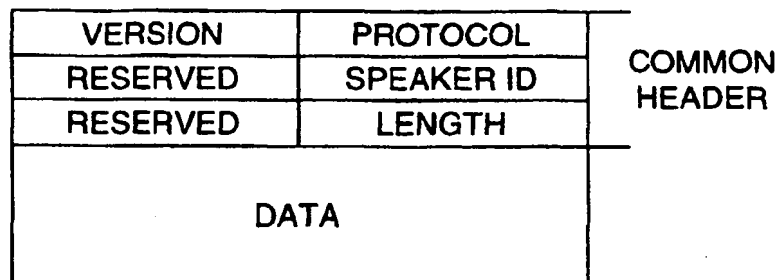 VERSION PROTOCOL
RESERVED SPEAKER ID
RESERVED LENGTH
COMMON
HEADER
DATA